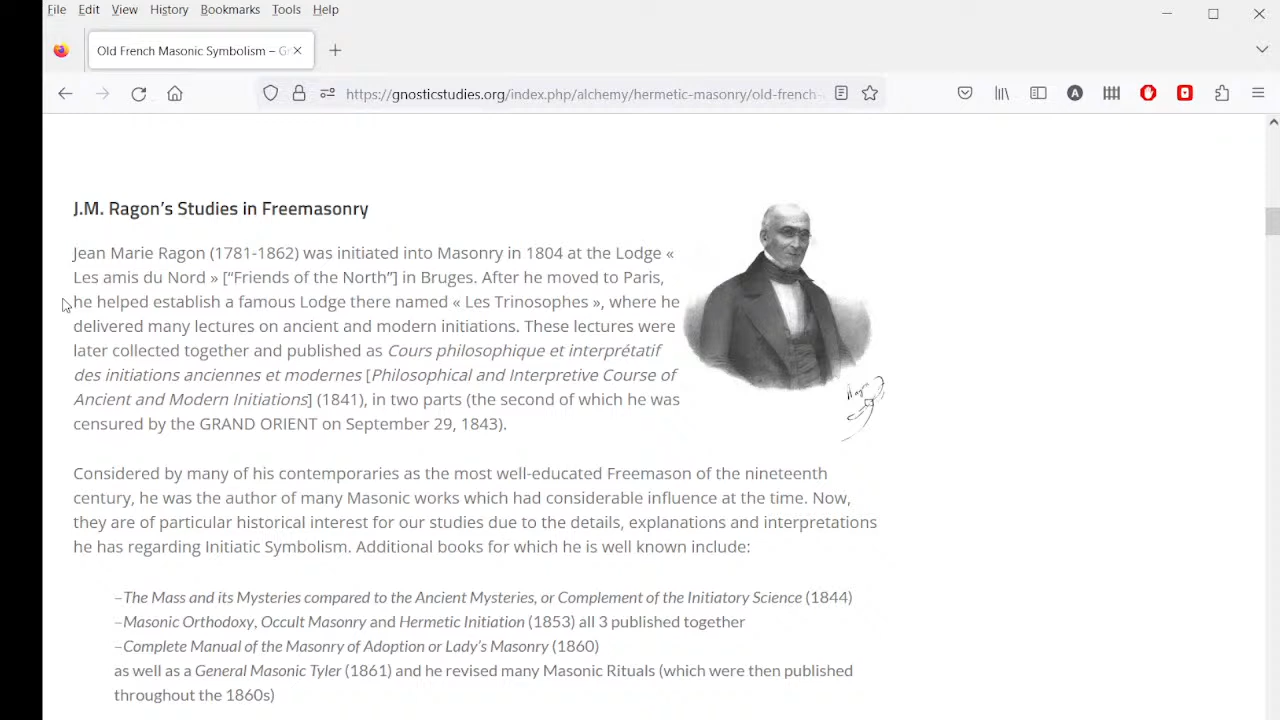 File Edit View History Bookmarks Tools Help
Old French Masonic Symbolism – G
https://gnosticstudies.org/index.php/alchemy/hermetic-masonry/old-french-
J.M. Ragon’s Studies in Freemasonry
Jean Marie Ragon (1781-1862) was initiated into Masonry in 1804 at the Lodge «
Les amis du Nord » [“Friends of the North”] in Bruges. After he moved to Paris,
he helped establish a famous Lodge there named « Les Trinosophes », where he
delivered many lectures on ancient and modern initiations. These lectures were
later collected together and published as Cours philosophique et interprétatif
des initiations anciennes et modernes [Philosophical and Interpretive Course of
Ancient and Modern Initiations] (1841), in two parts (the second of which he was
censured by the GRAND ORIENT on September 29, 1843).
Ragon
Considered by many of his contemporaries as the most well-educated Freemason of the nineteenth
century, he was the author of many Masonic works which had considerable influence at the time. Now,
they are of particular historical interest for our studies due to the details, explanations and interpretations
he has regarding Initiatic Symbolism. Additional books for which he is well known include:
–The Mass and its Mysteries compared to the Ancient Mysteries, or Complement of the Initiatory Science (1844)
–Masonic Orthodoxy, Occult Masonry and Hermetic Initiation (1853) all 3 published together
–Complete Manual of the Masonry of Adoption or Lady’s Masonry (1860)
as well as a General Masonic Tyler (1861) and he revised many Masonic Rituals (which were then published
throughout the 1860s)